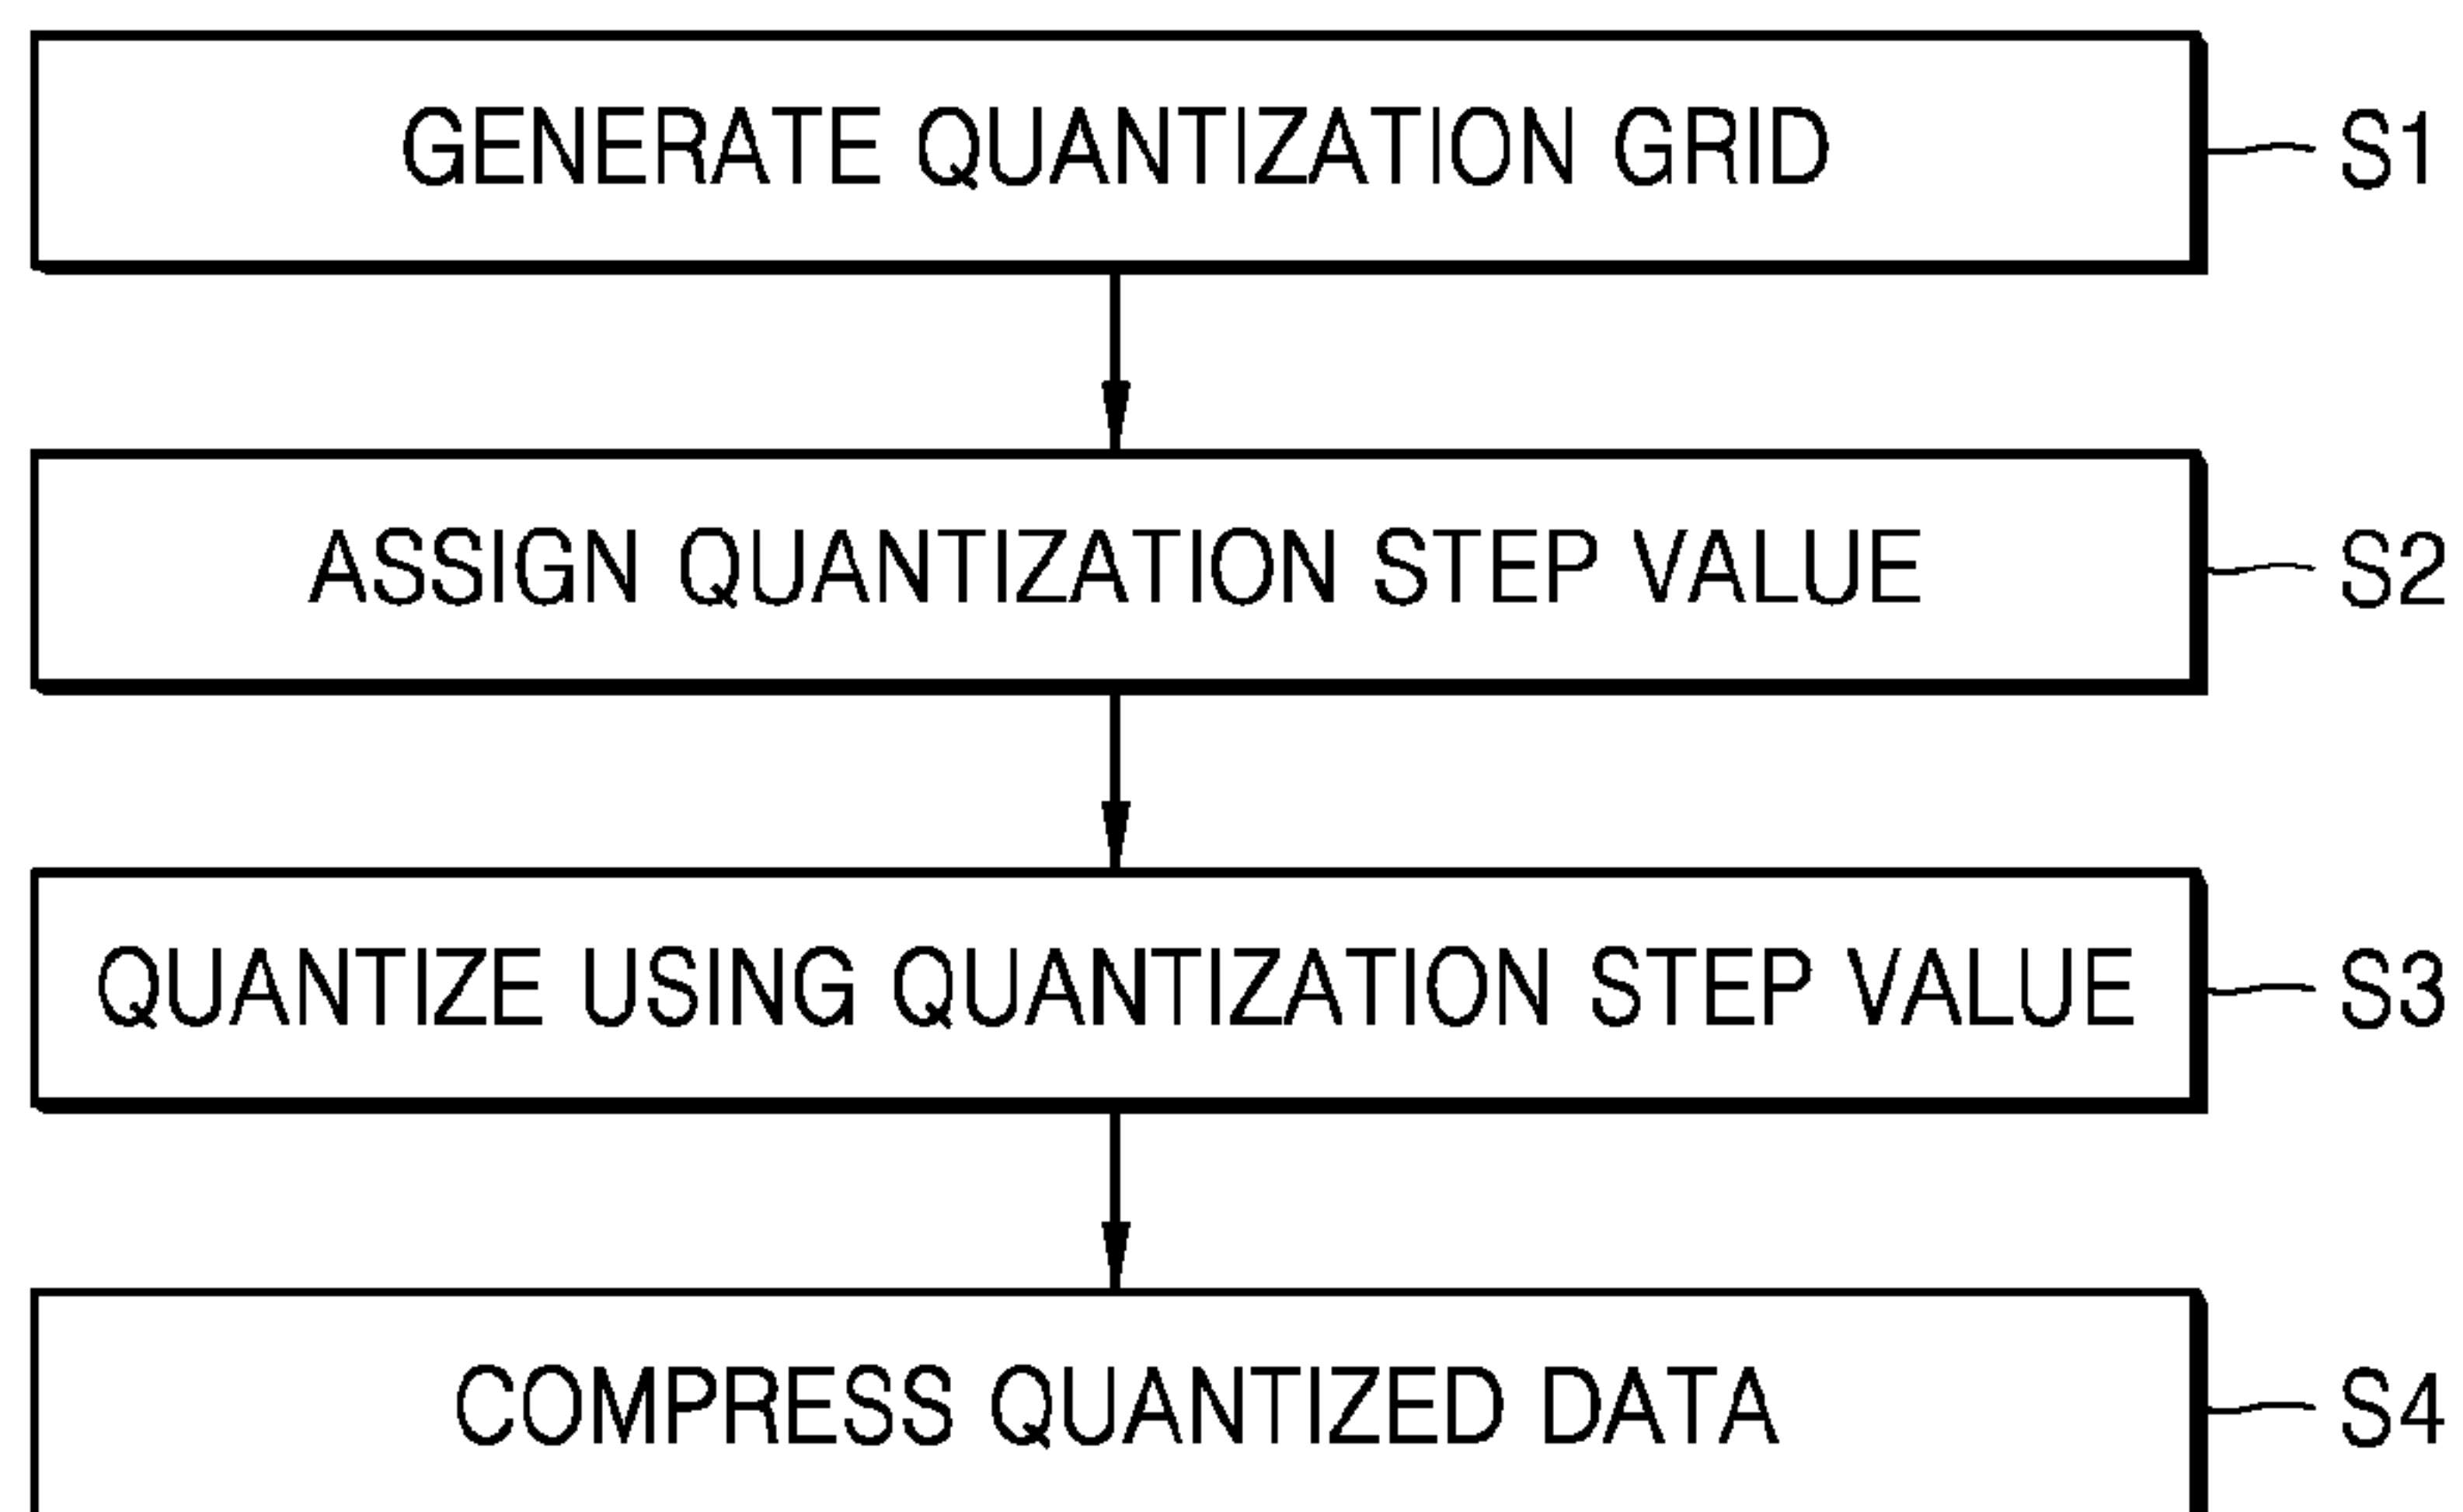 GENERATE QUANTIZATION GRID S1
ASSIGN QUANTIZATION STEP VALUE S2
QUANTIZE USING QUANTIZATION STEP VALUE S3
COMPRESS QUANTIZED DATA S4